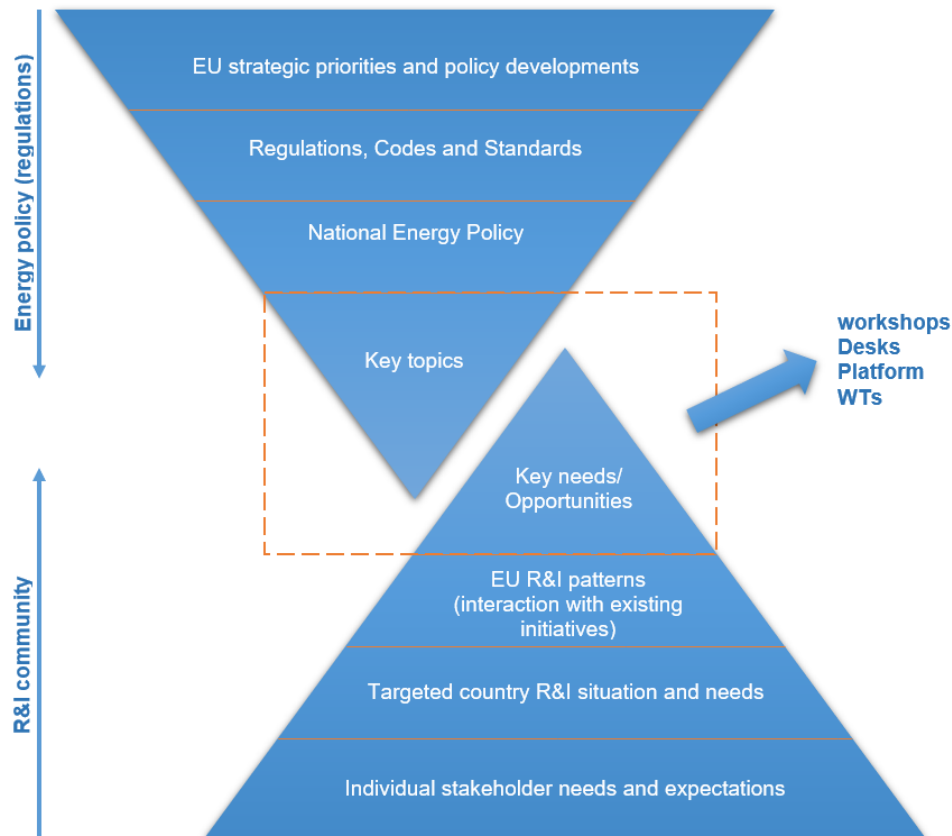 Energy policy (regulations)
EU strategic priorities and policy developments
Regulations, Codes and Standards
National Energy Policy
Key topics
workshops
Desks
Platform
WTs
R&I community
Key needs/
Opportunities
EU R&I patterns
(interaction with existing
initiatives)
Targeted country R&I situation and needs
Individual stakeholder needs and expectations